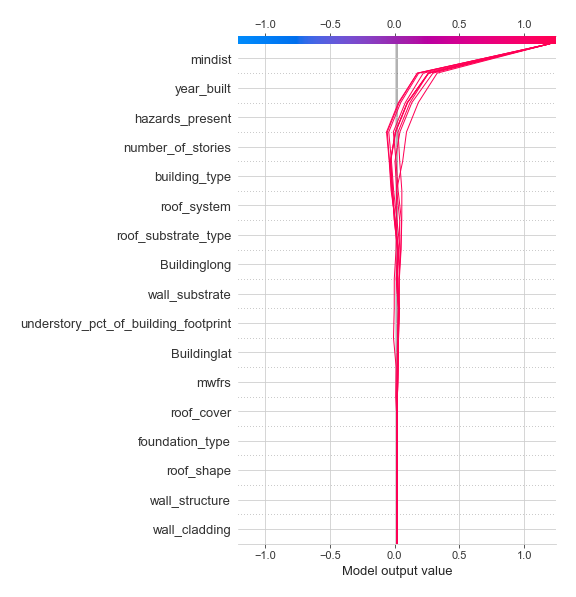 −1.0 −0.5 0.0 0.5 1.0
mindist
year_built
hazards_present
number_of_stories
building_type
roof_system
roof_substrate_type
Buildinglong
wall_substrate
understory_pct_of_building_footprint
Buildinglat
mwfrs
roof_cover
foundation_type
roof_shape
wall_structure
wall_cladding
−1.0 −0.5 0.0 0.5 1.0
Model output value